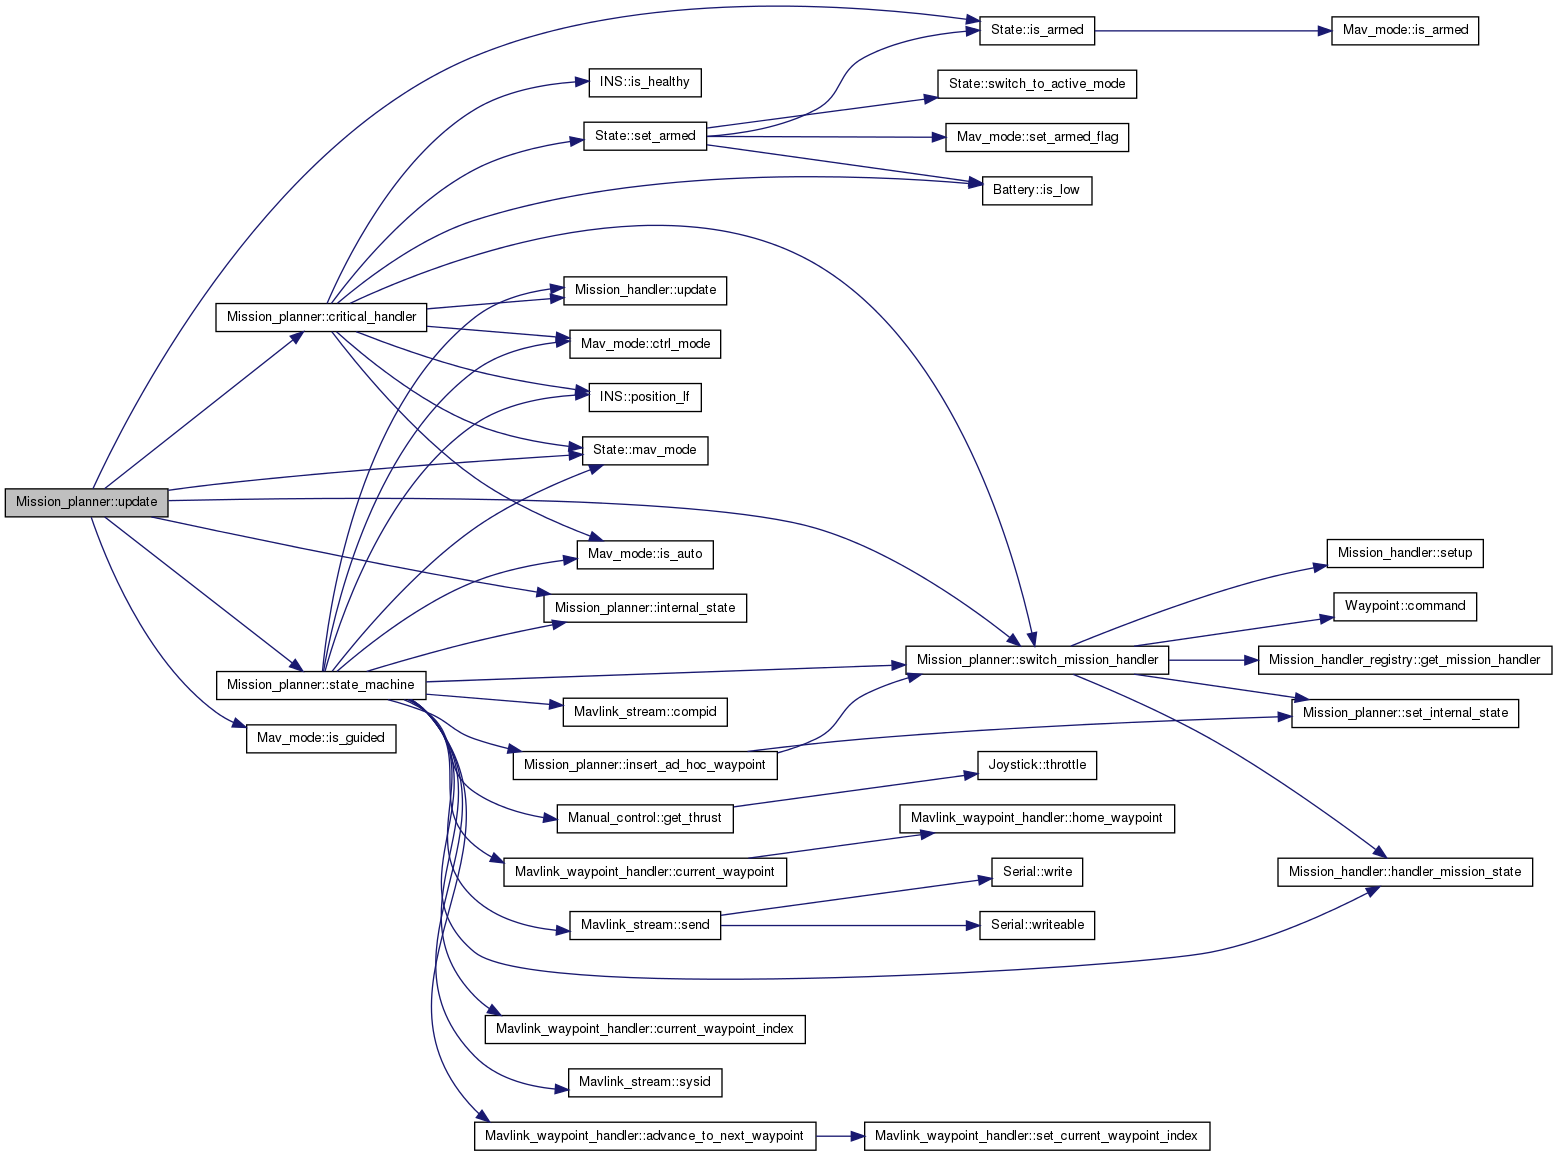 State::is_armed
Mav_mode::is_armed
INS::is_healthy
State::switch_to_active_mode
State::set_armed
Mav_mode::set_armed_flag
Battery::is_low
Mission_handler::update
Mission_planner::critical_handler
Mav_mode::ctrl_mode
INS::position_lf
State::mav_mode
Mission_planner::update
Mav_mode::is_auto
Mission_handler::setup
Mission_planner::internal_state
Waypoint::command
Mission_planner::switch_mission_handler
Mission_handler_registry::get_mission_handler
Mission_planner::state_machine
Mavlink_stream::compid
Mission_planner::set_internal_state
Mav_mode::is_guided
Mission_planner::insert_ad_hoc_waypoint
Joystick::throttle
Manual_control::get_thrust
Mavlink_waypoint_handler::home_waypoint
Mavlink_waypoint_handler::current_waypoint
Serial::write
Mission_handler::handler_mission_state
Mavlink_stream::send
Serial::writeable
Mavlink_waypoint_handler::current_waypoint_index
Mavlink_stream::sysid
Mavlink_waypoint_handler::advance_to_next_waypoint
Mavlink_waypoint_handler::set_current_waypoint_index